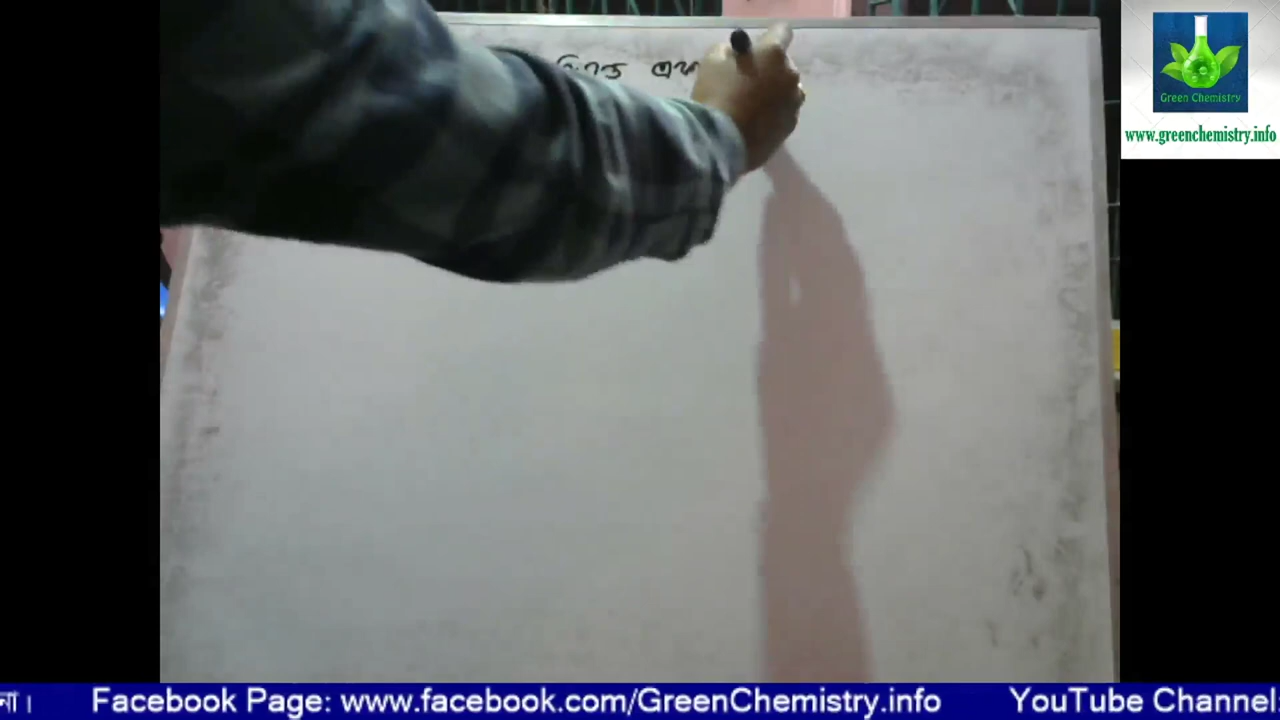 Green Chemistry
www.greenchemistry.info
Facebook Page: www.facebook.com/GreenChemistry.info YouTube Channel: